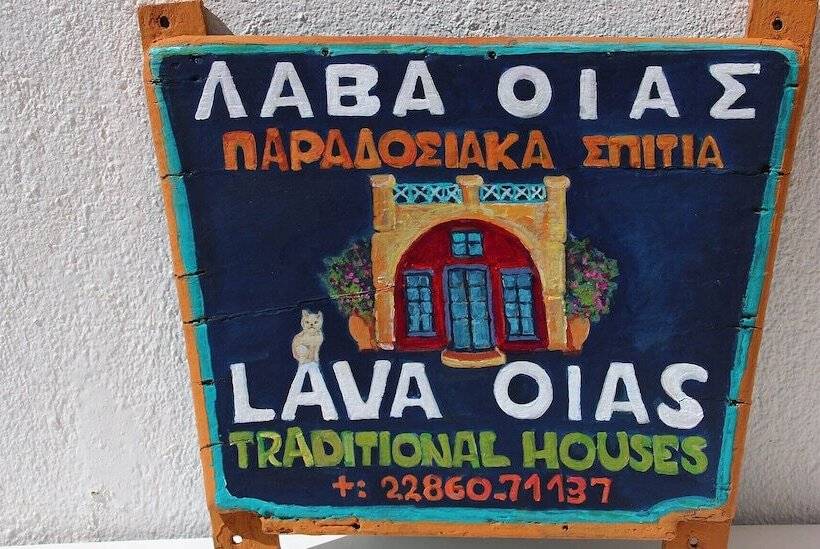 ΛΑΒΑ ΟΙΑΣ
ΠΑΡΑΔΟΣΙΑΚΑ ΣΠΙΤΙΑ
LAVA OIAS
TRADITIONAL HOUSES
+: 22860.71137